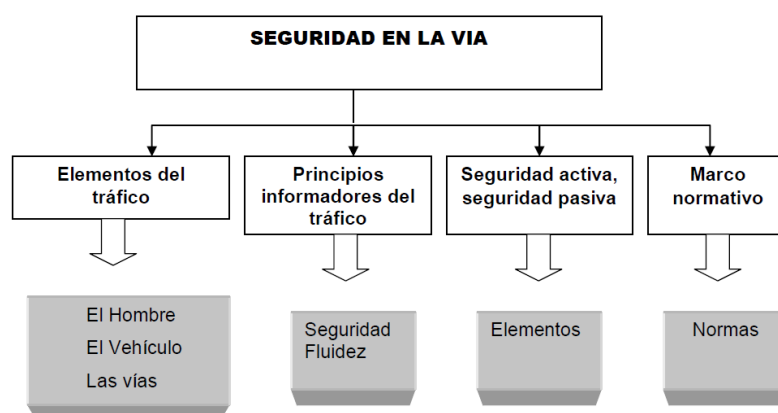 SEGURIDAD EN LA VIA
Elementos del
tráfico
Principios
informadores del
tráfico
Seguridad activa,
seguridad pasiva
Marco
normativo
El Hombre
El Vehículo
Las vías
Seguridad
Fluidez
Elementos
Normas